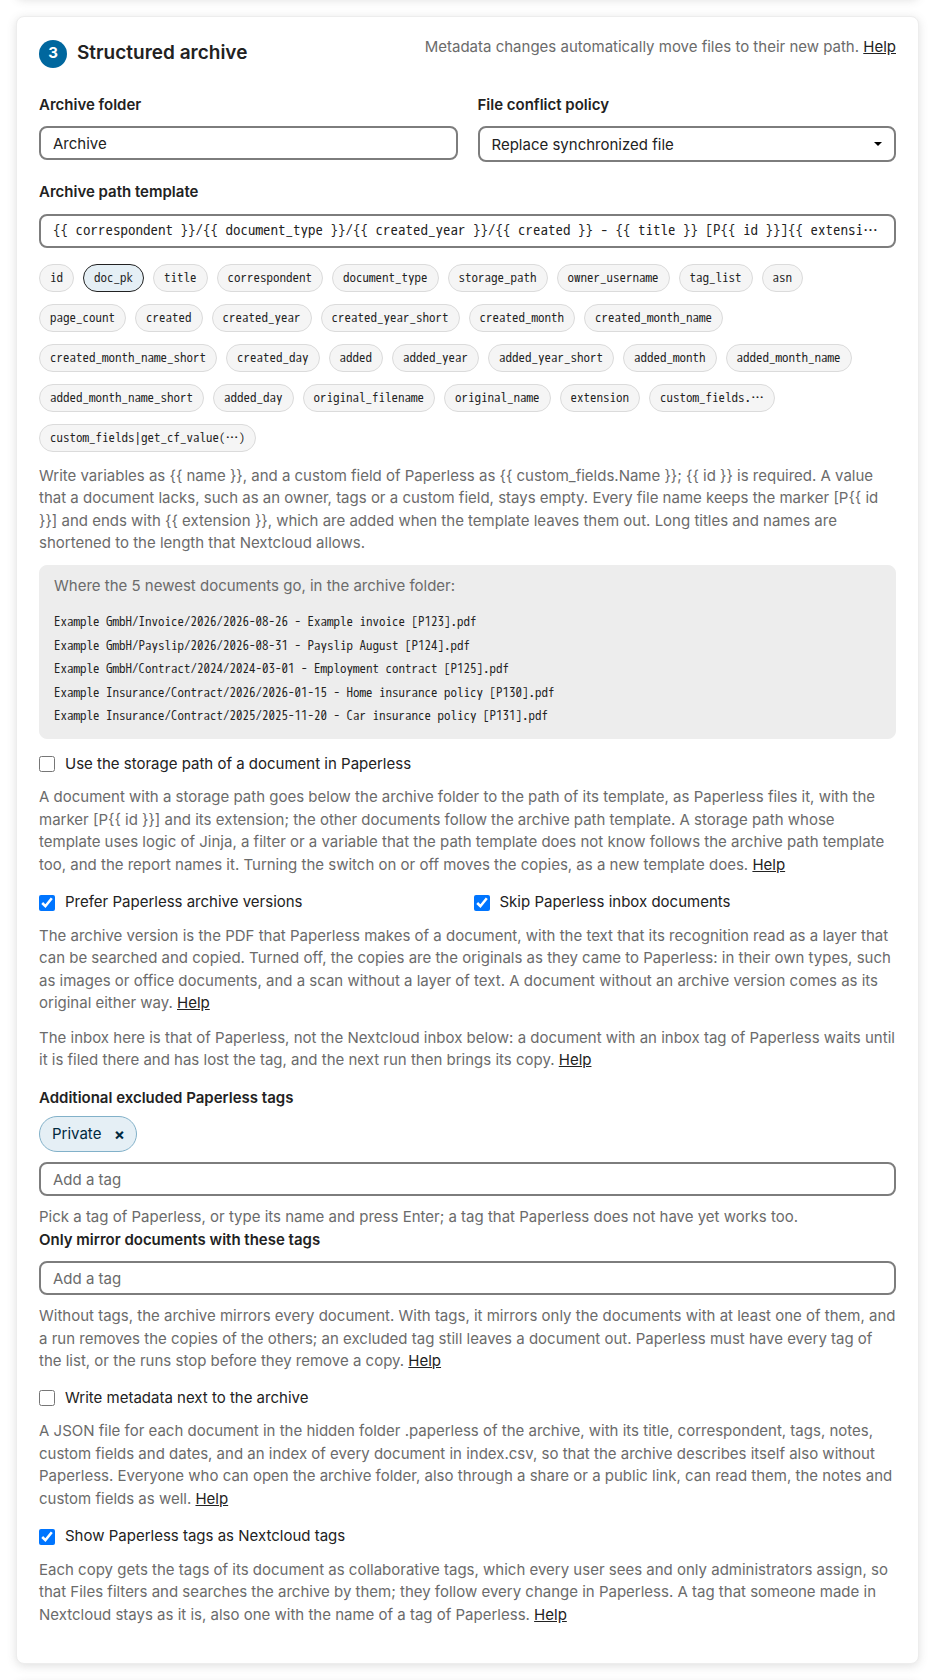 3 Structured archive
Metadata changes automatically move files to their new path. Help
Archive folder
File conflict policy
Archive
Replace synchronized file
Archive path template
{{ correspondent }}/{{ document_type }}/{{ created_year }}/{{ created }} - {{ title }} [P{{ id }}]{{ extensi···
id doc_pk title correspondent document_type storage_path owner_username tag_list asn
page_count created created_year created_year_short created_month created_month_name
created_month_name_short created_day added added_year added_year_short added_month added_month_name
added_month_name_short added_day original_filename original_name extension custom_fields.···
custom_fields|get_cf_value(···)
Write variables as {{ name }}, and a custom field of Paperless as {{ custom_fields.Name }}; {{ id }} is required. A value
that a document lacks, such as an owner, tags or a custom field, stays empty. Every file name keeps the marker [P{{ id
}}] and ends with {{ extension }}, which are added when the template leaves them out. Long titles and names are
shortened to the length that Nextcloud allows.
Where the 5 newest documents go, in the archive folder:
Example GmbH/Invoice/2026/2026-08-26 - Example invoice [P123].pdf
Example GmbH/Payslip/2026/2026-08-31 - Payslip August [P124].pdf
Example GmbH/Contract/2024/2024-03-01 - Employment contract [P125].pdf
Example Insurance/Contract/2026/2026-01-15 - Home insurance policy [P130].pdf
Example Insurance/Contract/2025/2025-11-20 - Car insurance policy [P131].pdf
Use the storage path of a document in Paperless
A document with a storage path goes below the archive folder to the path of its template, as Paperless files it, with the
marker [P{{ id }}] and its extension; the other documents follow the archive path template. A storage path whose
template uses logic of Jinja, a filter or a variable that the path template does not know follows the archive path template
too, and the report names it. Turning the switch on or off moves the copies, as a new template does. Help
Prefer Paperless archive versions
Skip Paperless inbox documents
The archive version is the PDF that Paperless makes of a document, with the text that its recognition read as a layer that
can be searched and copied. Turned off, the copies are the originals as they came to Paperless: in their own types, such
as images or office documents, and a scan without a layer of text. A document without an archive version comes as its
original either way. Help
The inbox here is that of Paperless, not the Nextcloud inbox below: a document with an inbox tag of Paperless waits until
it is filed there and has lost the tag, and the next run then brings its copy. Help
Additional excluded Paperless tags
Private ×
Add a tag
Pick a tag of Paperless, or type its name and press Enter; a tag that Paperless does not have yet works too.
Only mirror documents with these tags
Add a tag
Without tags, the archive mirrors every document. With tags, it mirrors only the documents with at least one of them, and
a run removes the copies of the others; an excluded tag still leaves a document out. Paperless must have every tag of
the list, or the runs stop before they remove a copy. Help
Write metadata next to the archive
A JSON file for each document in the hidden folder .paperless of the archive, with its title, correspondent, tags, notes,
custom fields and dates, and an index of every document in index.csv, so that the archive describes itself also without
Paperless. Everyone who can open the archive folder, also through a share or a public link, can read them, the notes and
custom fields as well. Help
Show Paperless tags as Nextcloud tags
Each copy gets the tags of its document as collaborative tags, which every user sees and only administrators assign, so
that Files filters and searches the archive by them; they follow every change in Paperless. A tag that someone made in
Nextcloud stays as it is, also one with the name of a tag of Paperless. Help